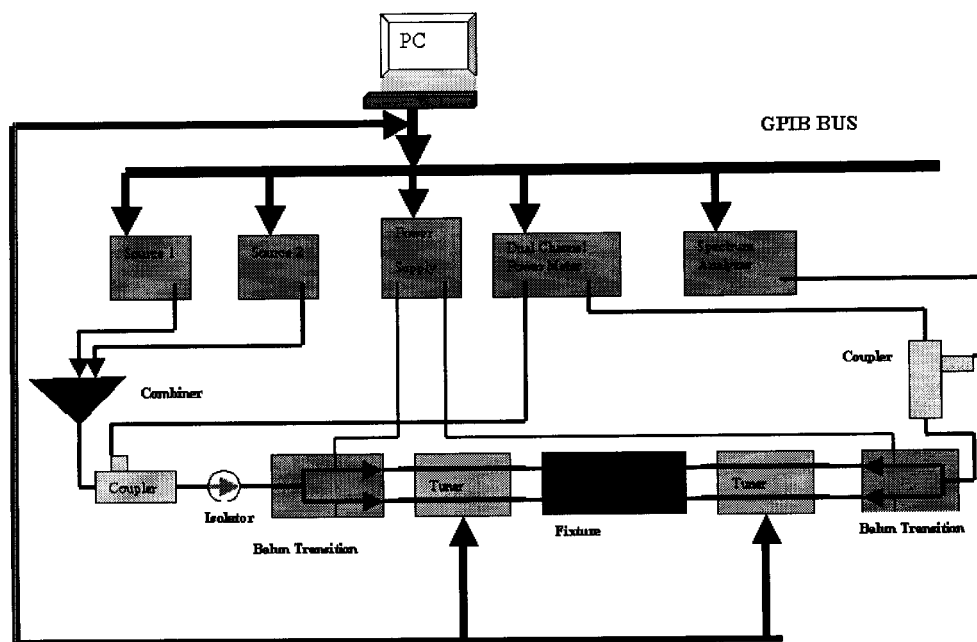 PC
GPIB BUS
Source 1
Source 2
Power
Supply
Dual Channel
Power Meter
Spectrum
Analyzer
Coupler
Combiner
Coupler
Isolator
Balun Transition
Tuner
Fixture
Tuner
Balun Transition